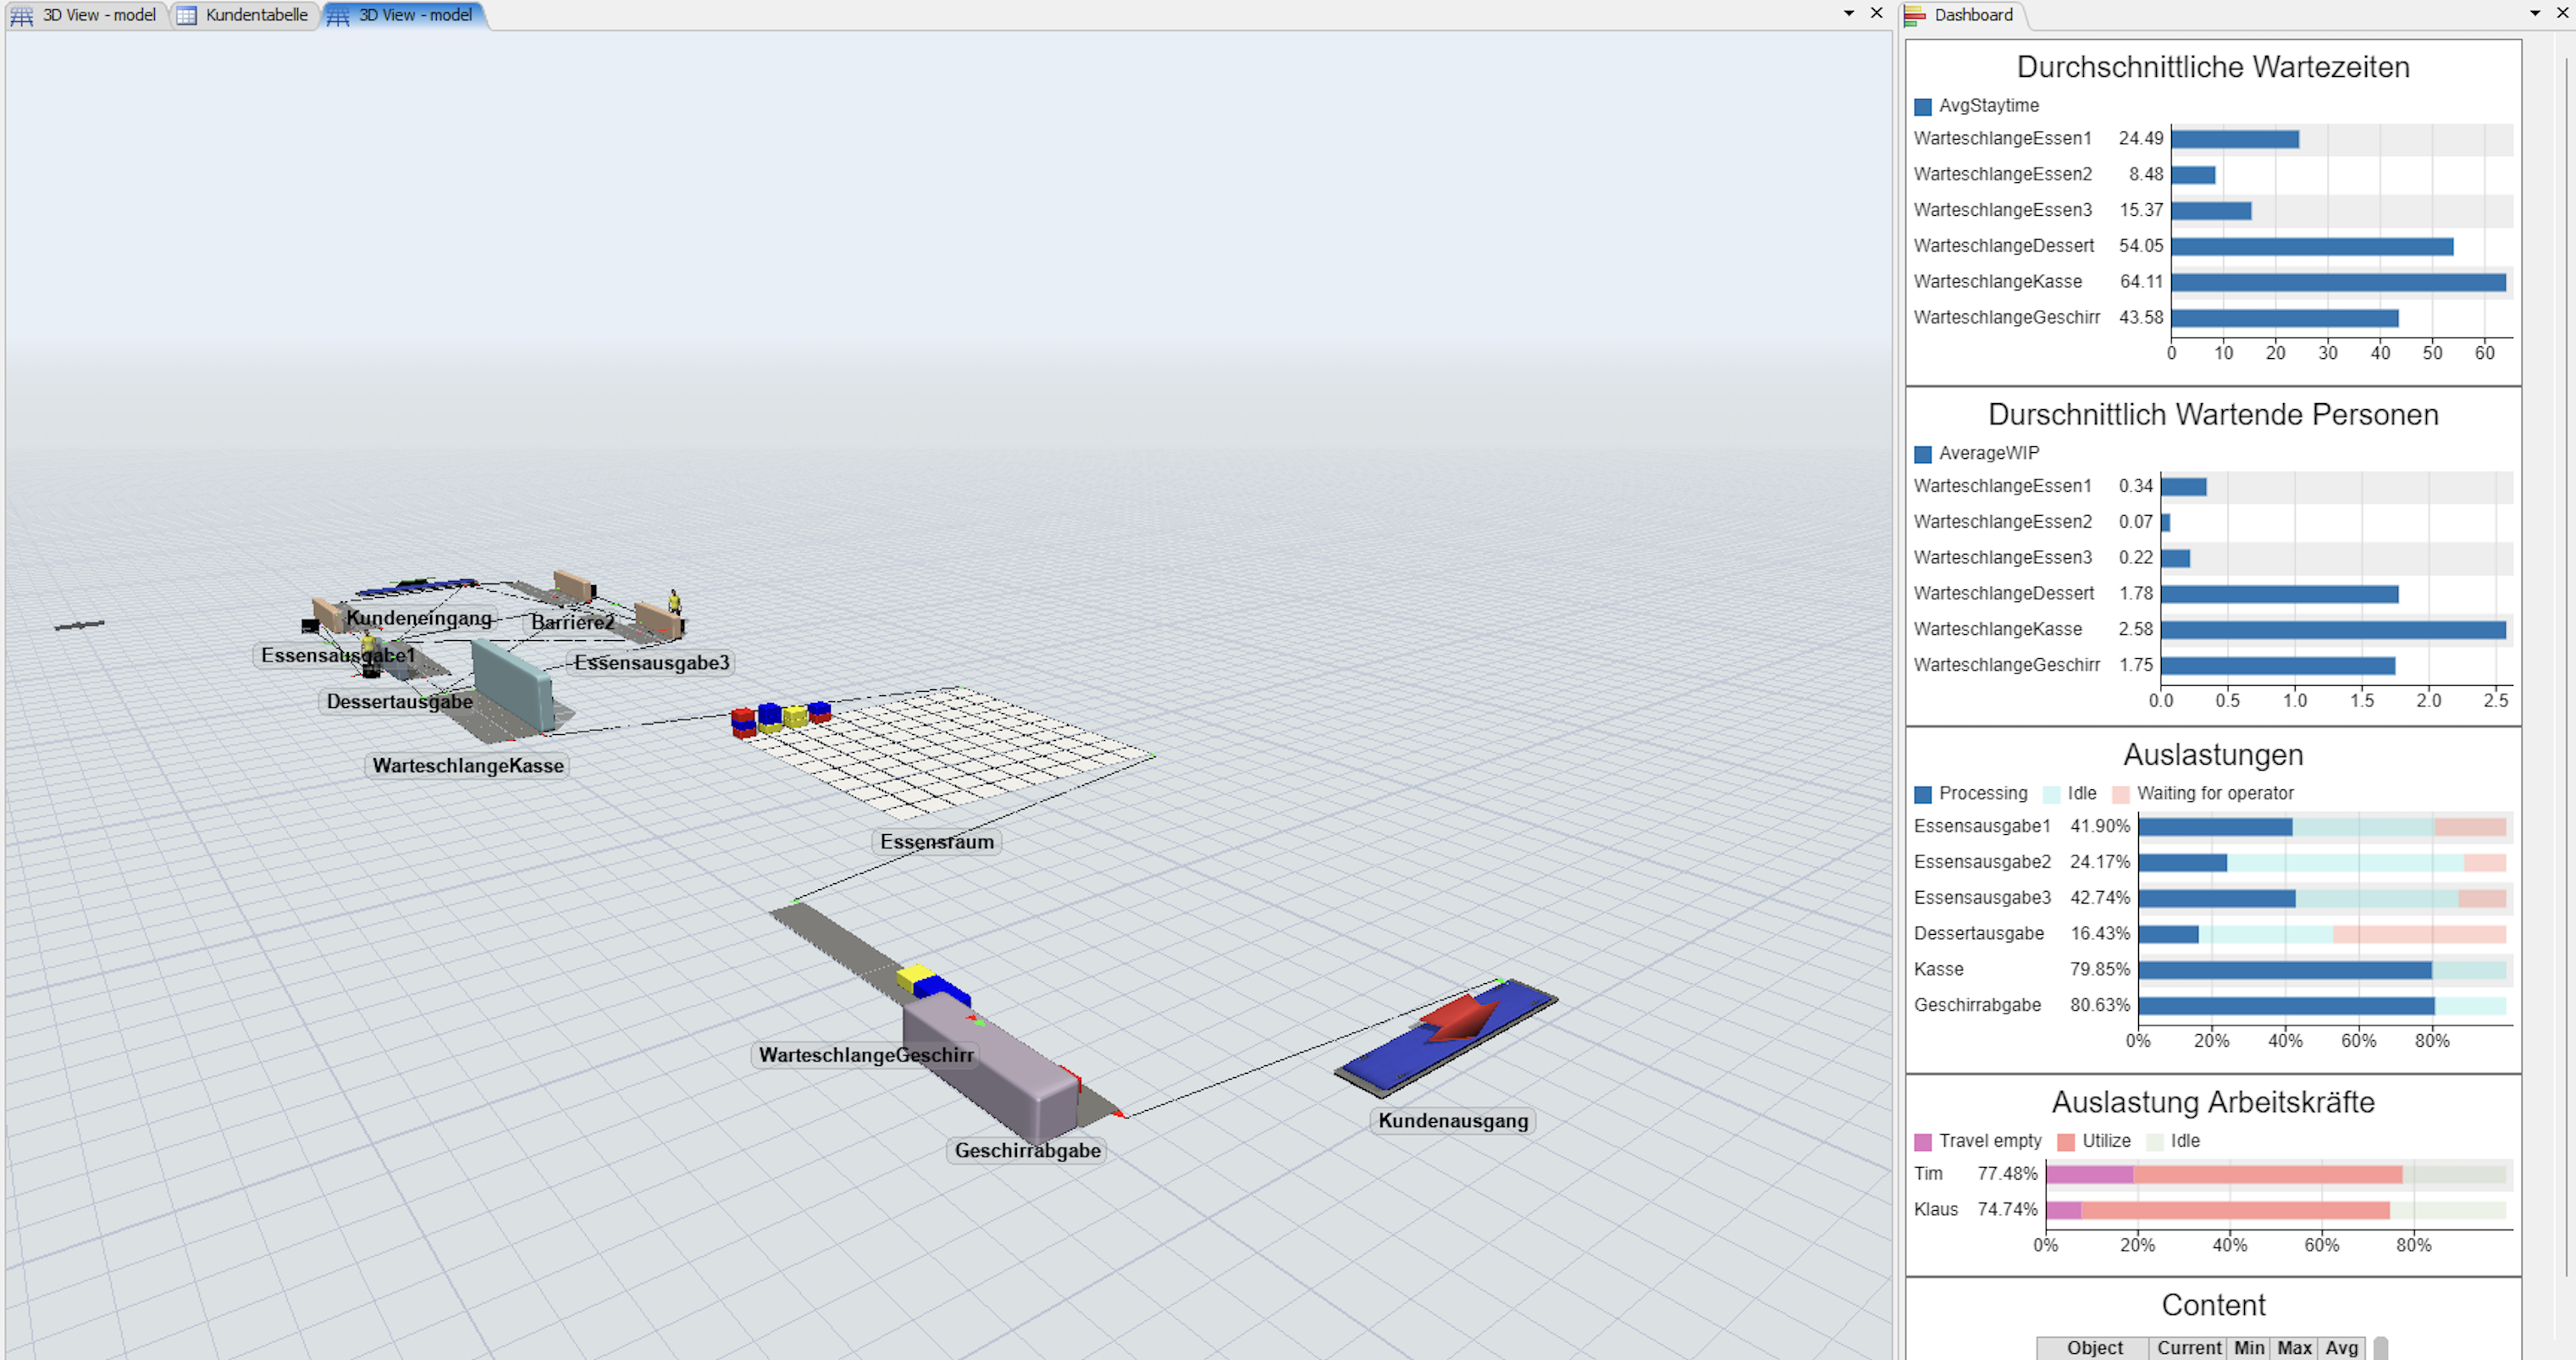 3D View - model
Kundentabelle
3D View - model
Dashboard
Kundeneingang
Barriere2
Essensausgabe1
Essensausgabe3
Dessertausgabe
WarteschlangeKasse
Essensraum
WarteschlangeGeschirr
Kundenausgang
Geschirrabgabe
Durchschnittliche Wartezeiten
AvgStaytime
WarteschlangeEssen1 24.49
WarteschlangeEssen2 8.48
WarteschlangeEssen3 15.37
WarteschlangeDessert 54.05
WarteschlangeKasse 64.11
WarteschlangeGeschirr 43.58
0 10 20 30 40 50 60
Durschnittlich Wartende Personen
AverageWIP
WarteschlangeEssen1 0.34
WarteschlangeEssen2 0.07
WarteschlangeEssen3 0.22
WarteschlangeDessert 1.78
WarteschlangeKasse 2.58
WarteschlangeGeschirr 1.75
0.0 0.5 1.0 1.5 2.0 2.5
Auslastungen
Processing Idle Waiting for operator
Essensausgabe1 41.90%
Essensausgabe2 24.17%
Essensausgabe3 42.74%
Dessertausgabe 16.43%
Kasse 79.85%
Geschirrabgabe 80.63%
0% 20% 40% 60% 80%
Auslastung Arbeitskräfte
Travel empty Utilize Idle
Tim 77.48%
Klaus 74.74%
0% 20% 40% 60% 80%
Content
Object Current Min Max Avg